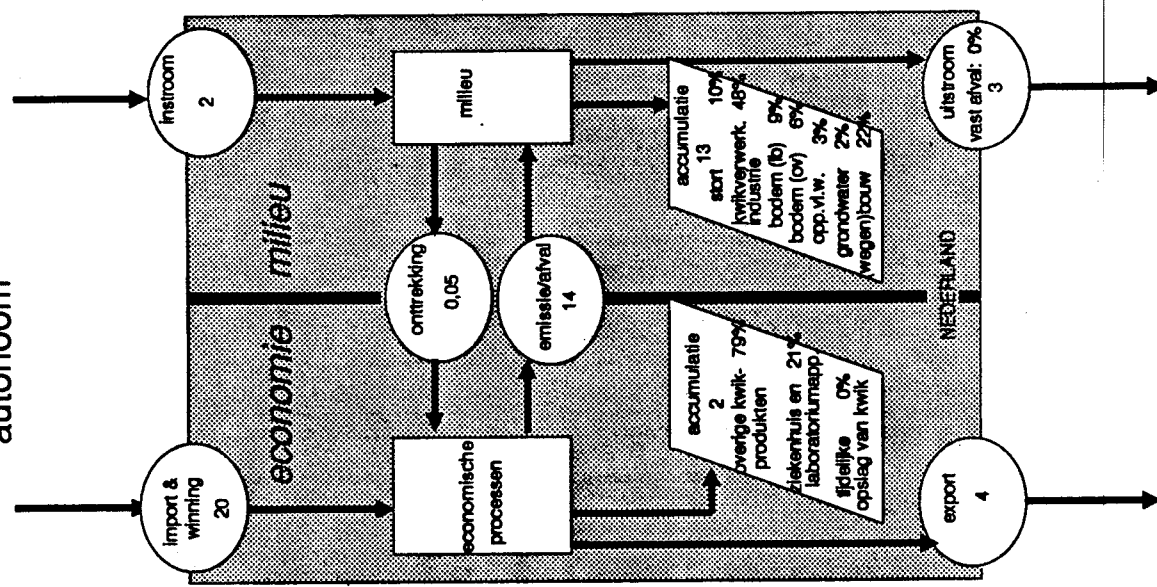 autonoom
economie
milieu
import &
winning
20
instroom
2
economische
processen
onttrekking
0,05
emissie/afval
14
milieu
accumulatie
2
overige kwik- 79%
produkten
ziekenhuis en 21%
laboratoriumapp.
tijdelijke 0%
opslag van kwik
accumulatie
13
stort 10%
kwikverwerk. 48%
industrie
bodem (lb) 9%
bodem (ov) 6%
opp.vl.w. 3%
grondwater 2%
(wegen)bouw 22%
NEDERLAND
export
4
uitstroom
vast afval: 0%
3